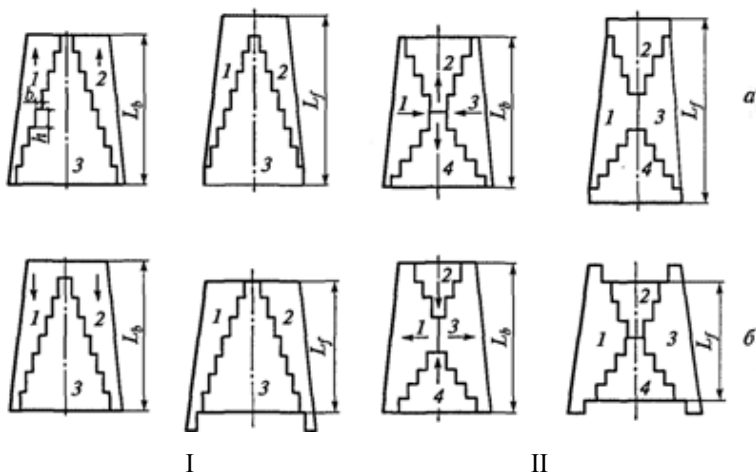 1 2 b h 3 L_b
1 2 3 L_f
2 1 3 4 L_b
2 1 3 4 L_f
а
1 2 3 L_b
1 2 3 L_f
2 1 3 4 L_b
2 1 3 4 L_f
б
I II